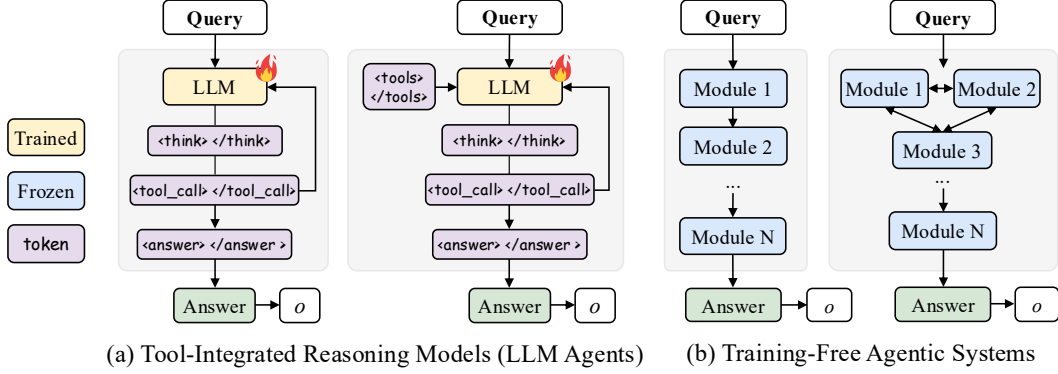 Trained
Frozen
token
Query
LLM
<think> </think>
<tool_call> </tool_call>
<answer> </answer >
Answer
o
Query
<tools>
</tools>
LLM
<think> </think>
<tool_call> </tool_call>
<answer> </answer >
Answer
o
(a) Tool-Integrated Reasoning Models (LLM Agents)
Query
Module 1
Module 2
...
Module N
Answer
o
Query
Module 1
Module 2
Module 3
...
Module N
Answer
o
(b) Training-Free Agentic Systems